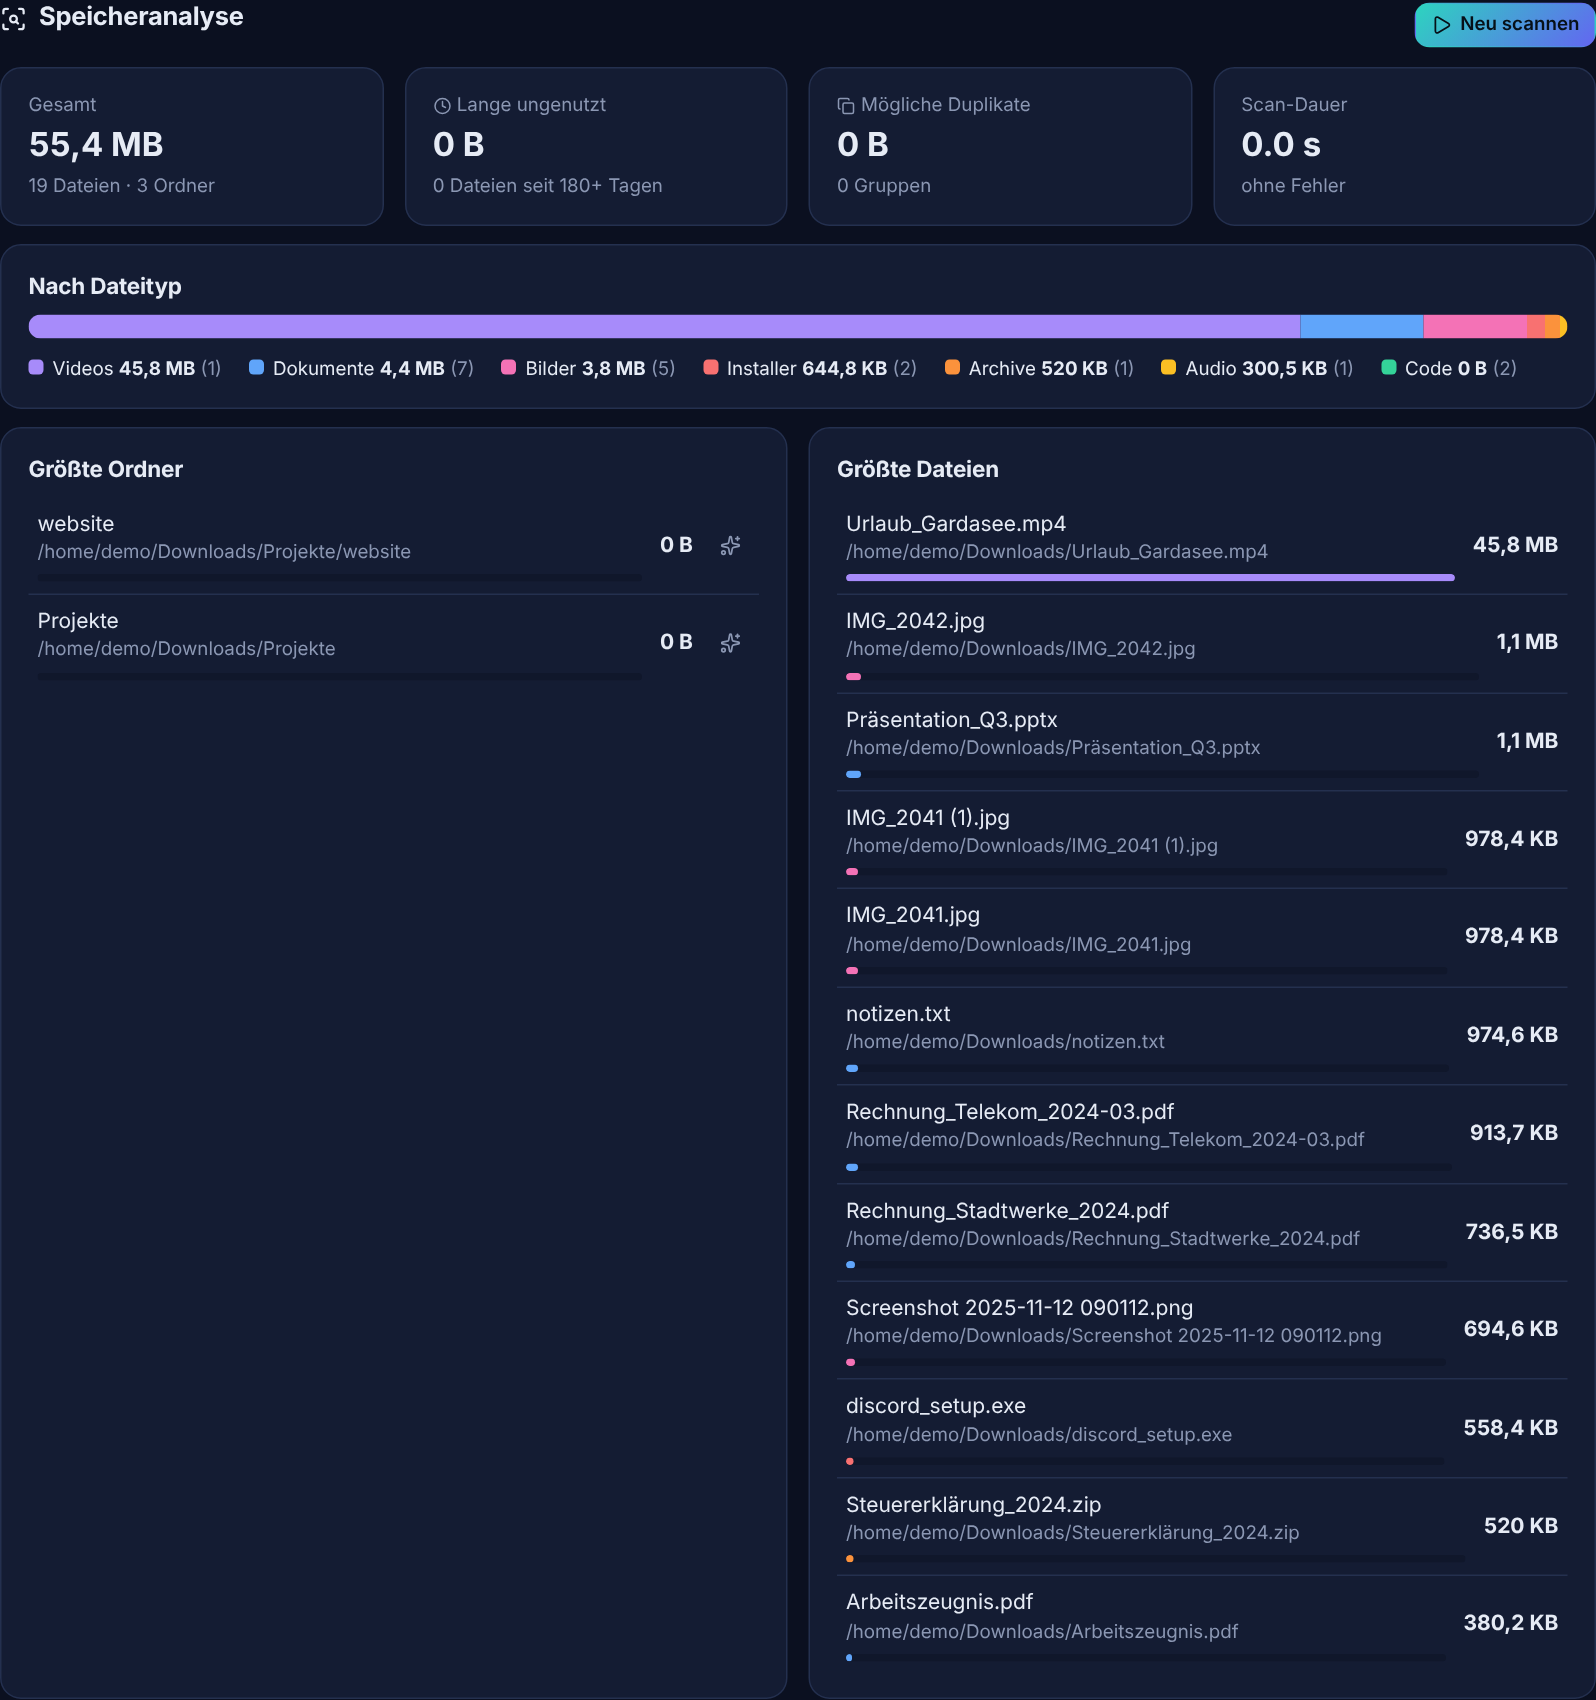 Speicheranalyse
Neu scannen
Gesamt
55,4 MB
19 Dateien · 3 Ordner
Lange ungenutzt
0 B
0 Dateien seit 180+ Tagen
Mögliche Duplikate
0 B
0 Gruppen
Scan-Dauer
0.0 s
ohne Fehler
Nach Dateityp
Videos 45,8 MB (1) Dokumente 4,4 MB (7) Bilder 3,8 MB (5) Installer 644,8 KB (2) Archive 520 KB (1) Audio 300,5 KB (1) Code 0 B (2)
Größte Ordner
website
/home/demo/Downloads/Projekte/website
0 B
Projekte
/home/demo/Downloads/Projekte
0 B
Größte Dateien
Urlaub_Gardasee.mp4
/home/demo/Downloads/Urlaub_Gardasee.mp4
45,8 MB
IMG_2042.jpg
/home/demo/Downloads/IMG_2042.jpg
1,1 MB
Präsentation_Q3.pptx
/home/demo/Downloads/Präsentation_Q3.pptx
1,1 MB
IMG_2041 (1).jpg
/home/demo/Downloads/IMG_2041 (1).jpg
978,4 KB
IMG_2041.jpg
/home/demo/Downloads/IMG_2041.jpg
978,4 KB
notizen.txt
/home/demo/Downloads/notizen.txt
974,6 KB
Rechnung_Telekom_2024-03.pdf
/home/demo/Downloads/Rechnung_Telekom_2024-03.pdf
913,7 KB
Rechnung_Stadtwerke_2024.pdf
/home/demo/Downloads/Rechnung_Stadtwerke_2024.pdf
736,5 KB
Screenshot 2025-11-12 090112.png
/home/demo/Downloads/Screenshot 2025-11-12 090112.png
694,6 KB
discord_setup.exe
/home/demo/Downloads/discord_setup.exe
558,4 KB
Steuererklärung_2024.zip
/home/demo/Downloads/Steuererklärung_2024.zip
520 KB
Arbeitszeugnis.pdf
/home/demo/Downloads/Arbeitszeugnis.pdf
380,2 KB